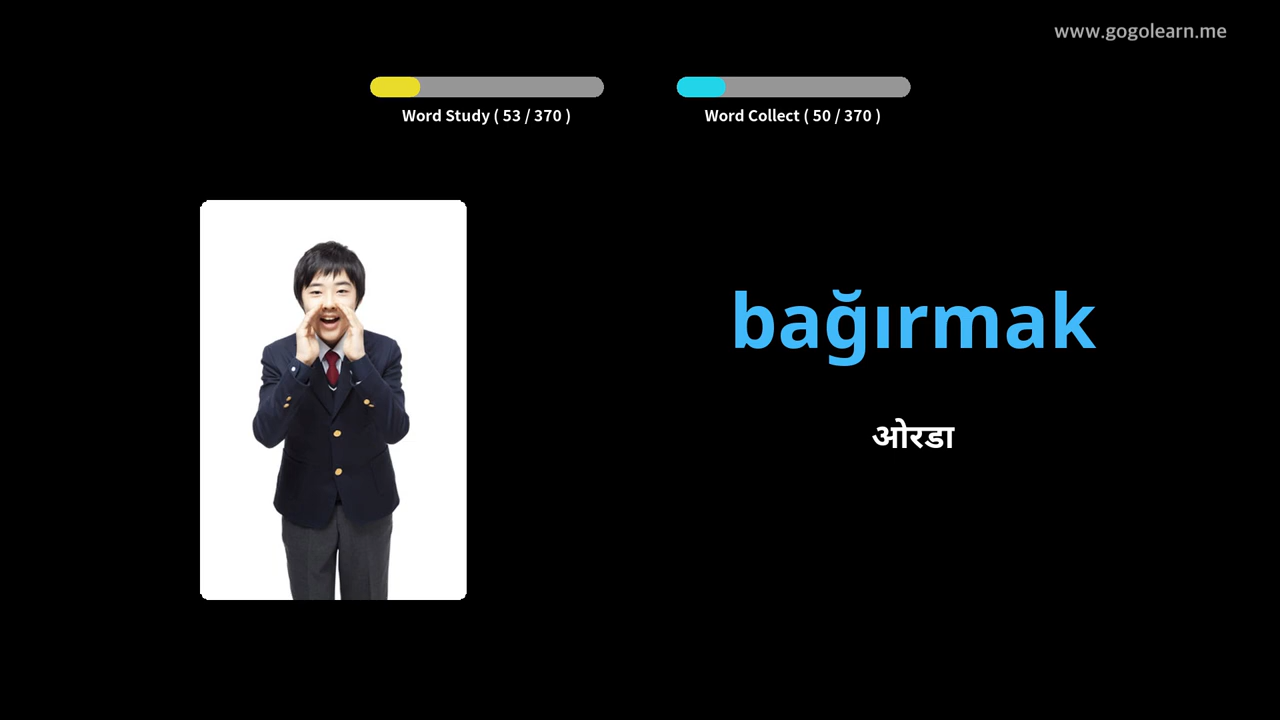 www.gogolearn.me
Word Study ( 53 / 370 )
Word Collect ( 50 / 370 )
bağırmak
ओरडा